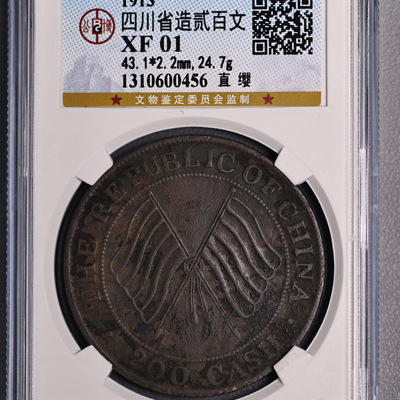 1913
四川省造贰百文
XF 01
43.1*2.2mm,24.7g
1310600456 直缨
★ 文物鉴定委员会监制 ★
THE REPUBLIC OF CHINA
200 CASH